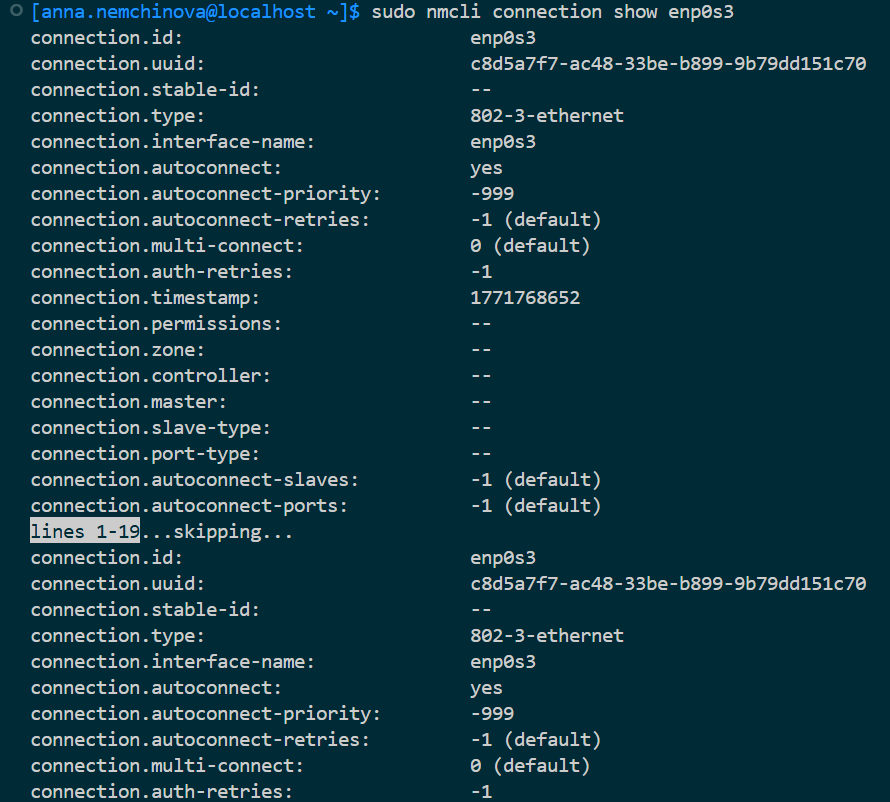 [anna.nemchinova@localhost ~]$ sudo nmcli connection show enp0s3
connection.id: enp0s3
connection.uuid: c8d5a7f7-ac48-33be-b899-9b79dd151c70
connection.stable-id: --
connection.type: 802-3-ethernet
connection.interface-name: enp0s3
connection.autoconnect: yes
connection.autoconnect-priority: -999
connection.autoconnect-retries: -1 (default)
connection.multi-connect: 0 (default)
connection.auth-retries: -1
connection.timestamp: 1771768652
connection.permissions: --
connection.zone: --
connection.controller: --
connection.master: --
connection.slave-type: --
connection.port-type: --
connection.autoconnect-slaves: -1 (default)
connection.autoconnect-ports: -1 (default)
lines 1-19...skipping...
connection.id: enp0s3
connection.uuid: c8d5a7f7-ac48-33be-b899-9b79dd151c70
connection.stable-id: --
connection.type: 802-3-ethernet
connection.interface-name: enp0s3
connection.autoconnect: yes
connection.autoconnect-priority: -999
connection.autoconnect-retries: -1 (default)
connection.multi-connect: 0 (default)
connection.auth-retries: -1